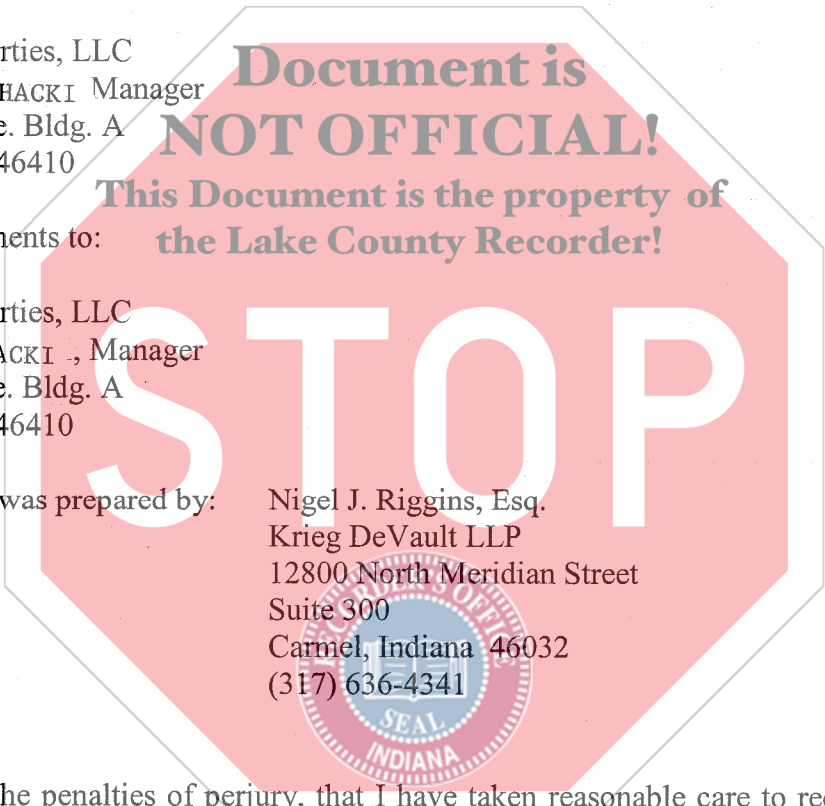 Document is
NOT OFFICIAL!
This Document is the property of
the Lake County Recorder!
rties, LLC
HACKI Manager
e. Bldg. A
46410
ents to:
rties, LLC
ACKI ., Manager
e. Bldg. A
46410
STOP
was prepared by: Nigel J. Riggins, Esq.
Krieg DeVault LLP
12800 North Meridian Street
Suite 300
Carmel, Indiana 46032
(317) 636-4341
RECORDER'S OFFICE
SEAL
INDIANA
he penalties of perjury, that I have taken reasonable care to re